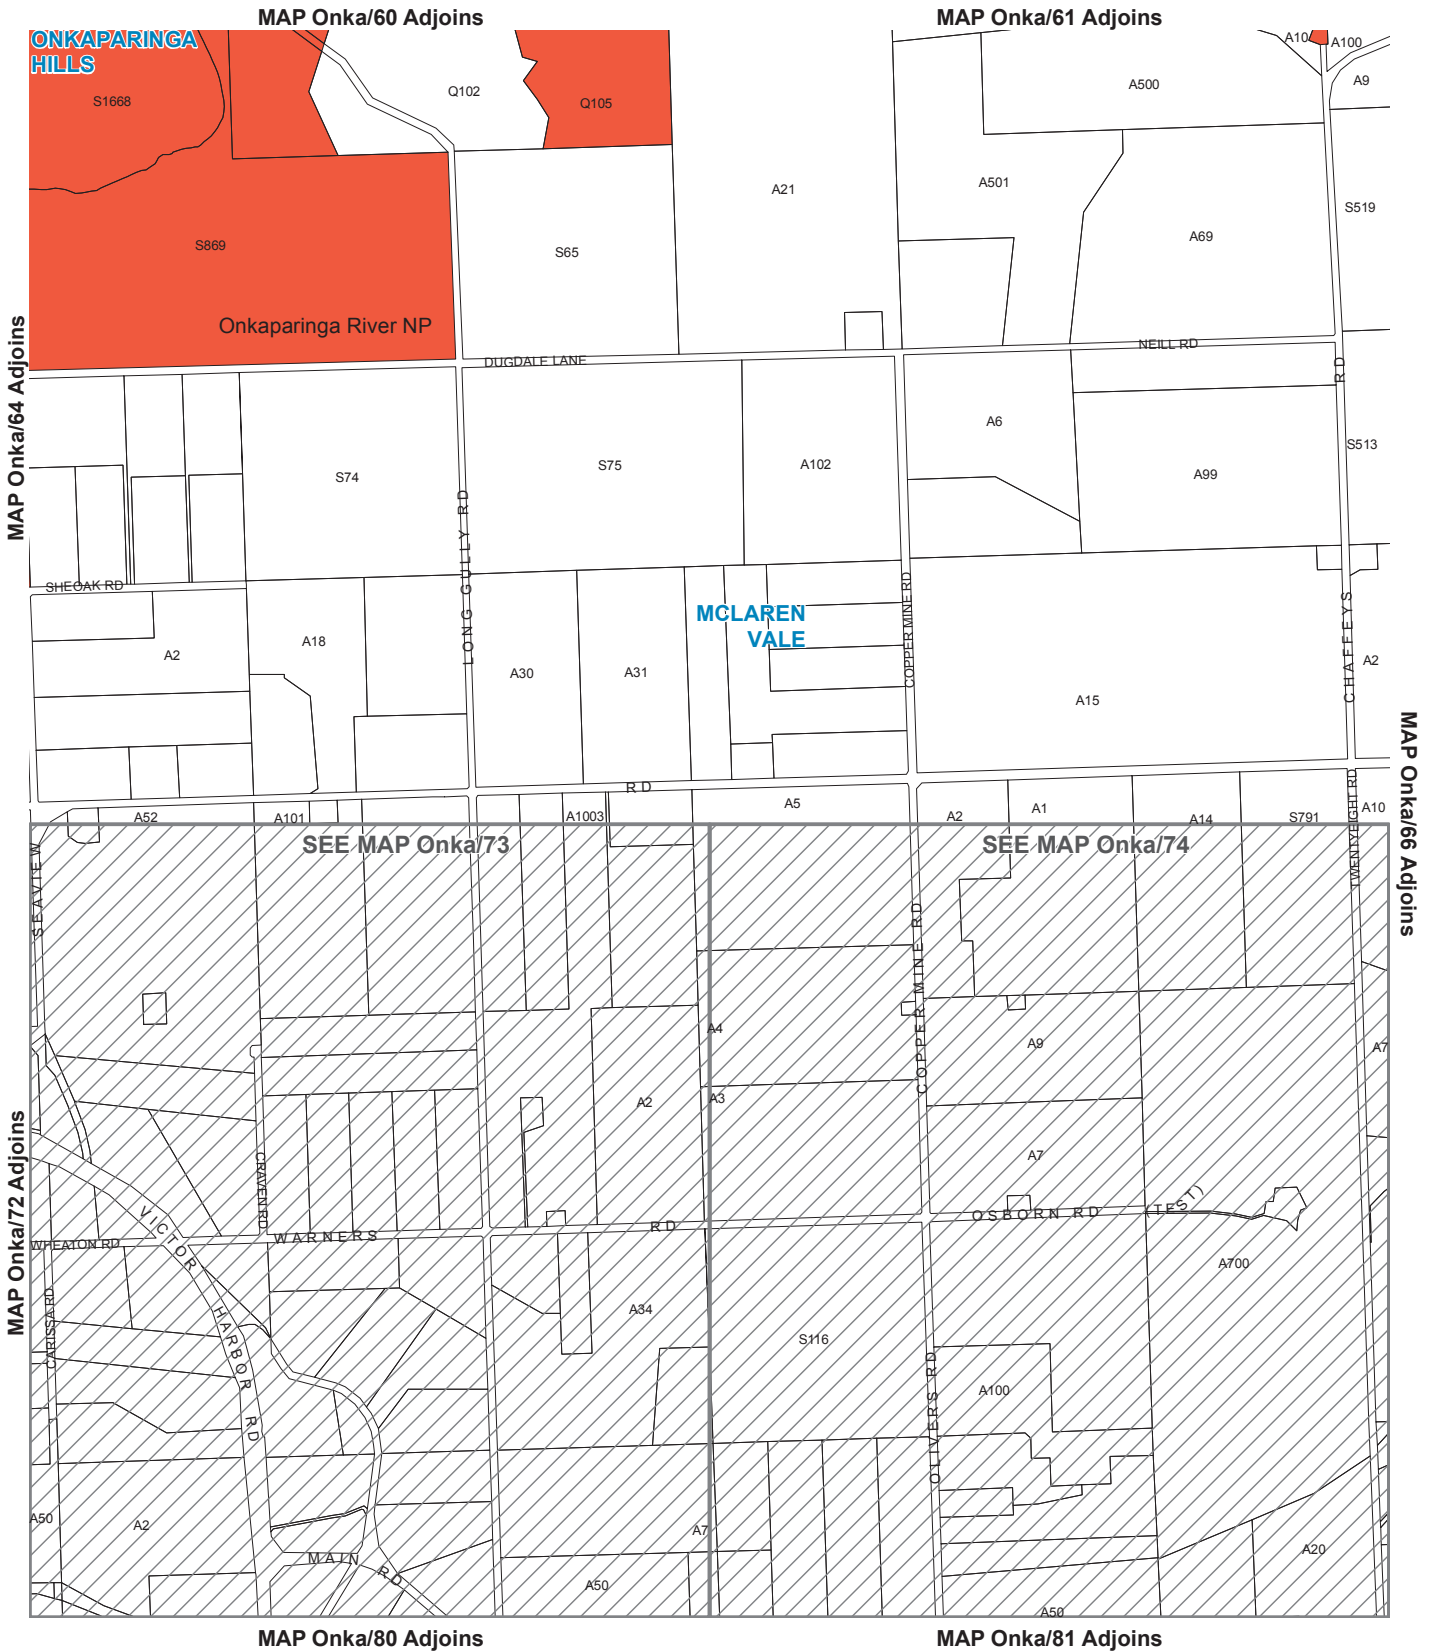 MAP Onka/60 Adjoins
MAP Onka/61 Adjoins
ONKAPARINGA
HILLS
S1668
Q102
Q105
A10
A100
A500
A9
A21
A501
S519
S869
S65
A69
Onkaparinga River NP
MAP Onka/64 Adjoins
DUGDALE LANE
NEILL RD
RD
A6
S513
S74
S75
A102
A99
LONG GULLY RD
SHEOAK RD
COPPER MINE RD
CHAFFEYS
MCLAREN
VALE
A18
A2
A30
A31
A2
A15
MAP Onka/66 Adjoins
RD
A52
A101
A1003
A5
A2
A1
A14
S791
A10
TWENTYEIGHT RD
SEE MAP Onka/73
SEE MAP Onka/74
SEAVIEW
COPPER MINE RD
A4
A9
A7
A2
A3
MAP Onka/72 Adjoins
CRAVEN RD
A7
VICTOR
HARBOR
RD
WARNERS
RD
OSBORN RD
(TEST)
WHEATON RD
A700
CARISSA RD
A34
S116
OLIVERS RD
A100
A50
A2
A7
MAIN
RD
A50
A20
A50
MAP Onka/80 Adjoins
MAP Onka/81 Adjoins